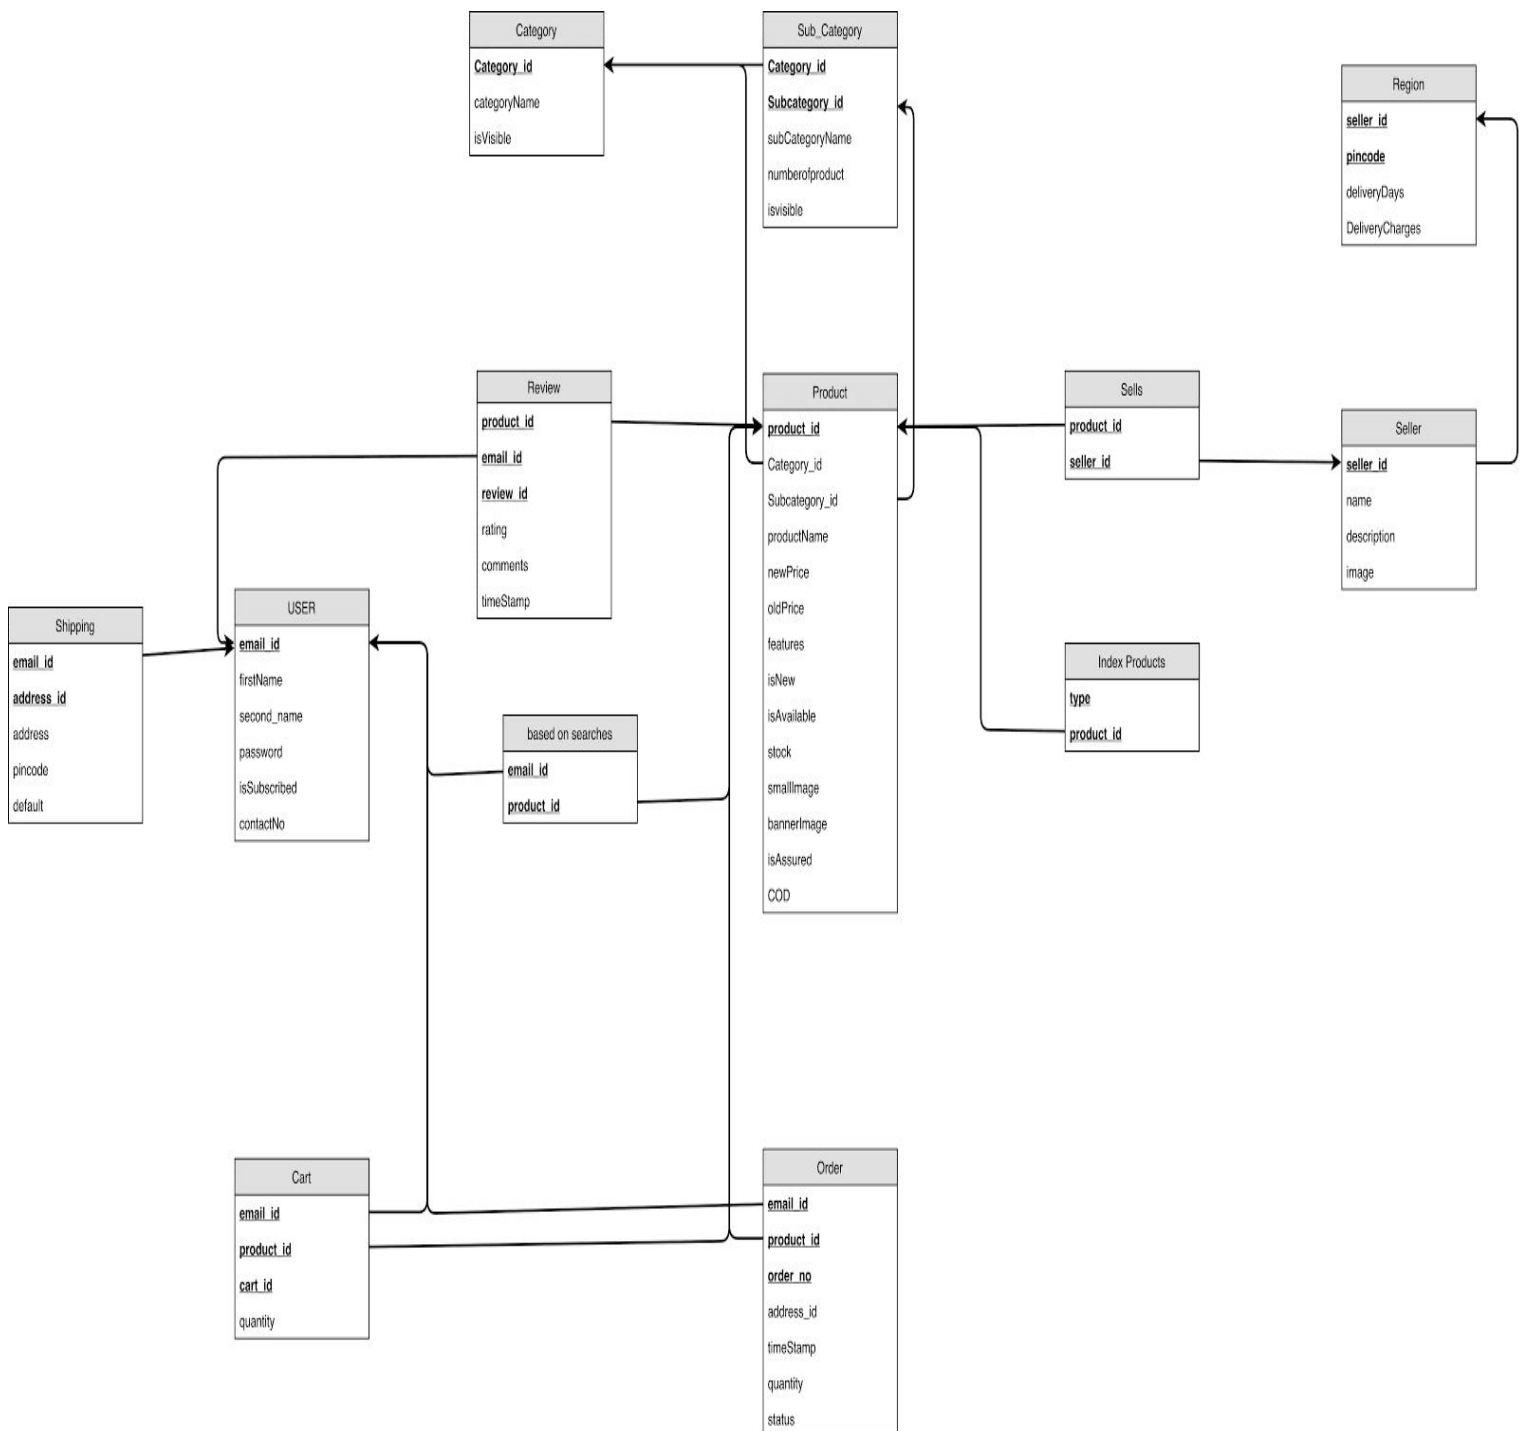 Category
Category_id
categoryName
isVisible
Sub_Category
Category_id
Subcategory_id
subCategoryName
numberofproduct
isvisible
Region
seller_id
pincode
deliveryDays
DeliveryCharges
Review
product_id
email_id
review_id
rating
comments
timeStamp
Product
product_id
Category_id
Subcategory_id
productName
newPrice
oldPrice
features
isNew
isAvailable
stock
smallImage
bannerImage
isAssured
COD
Sells
product_id
seller_id
Seller
seller_id
name
description
image
Shipping
email_id
address_id
address
pincode
default
USER
email_id
firstName
second_name
password
isSubscribed
contactNo
based on searches
email_id
product_id
Index Products
type
product_id
Cart
email_id
product_id
cart_id
quantity
Order
email_id
product_id
order_no
address_id
timeStamp
quantity
status